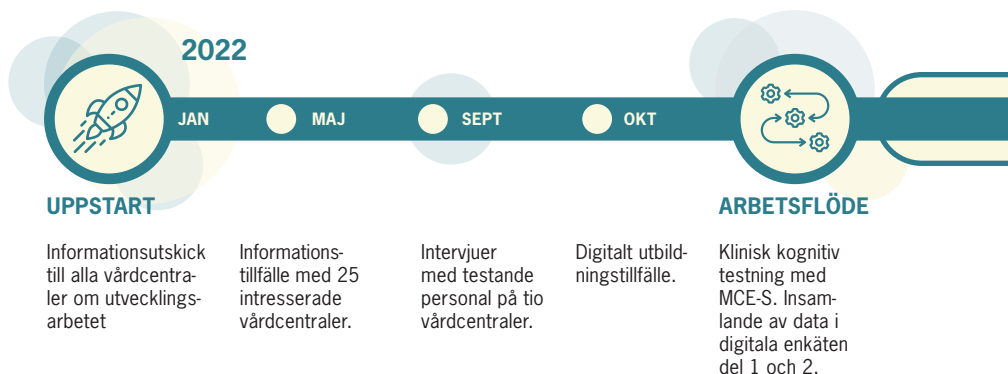 2022
JAN
MAJ
SEPT
OKT
UPPSTART
Informationsutskick
till alla vårdcentra-
ler om utvecklings-
arbetet
Informations-
tillfälle med 25
intresserade
vårdcentraler.
Intervjuer
med testande
personal på tio
vårdcentraler.
Digitalt utbild-
ningstillfälle.
ARBETSFLÖDE
Klinisk kognitiv
testning med
MCE-S. Insam-
lande av data i
digitala enkäten
del 1 och 2.